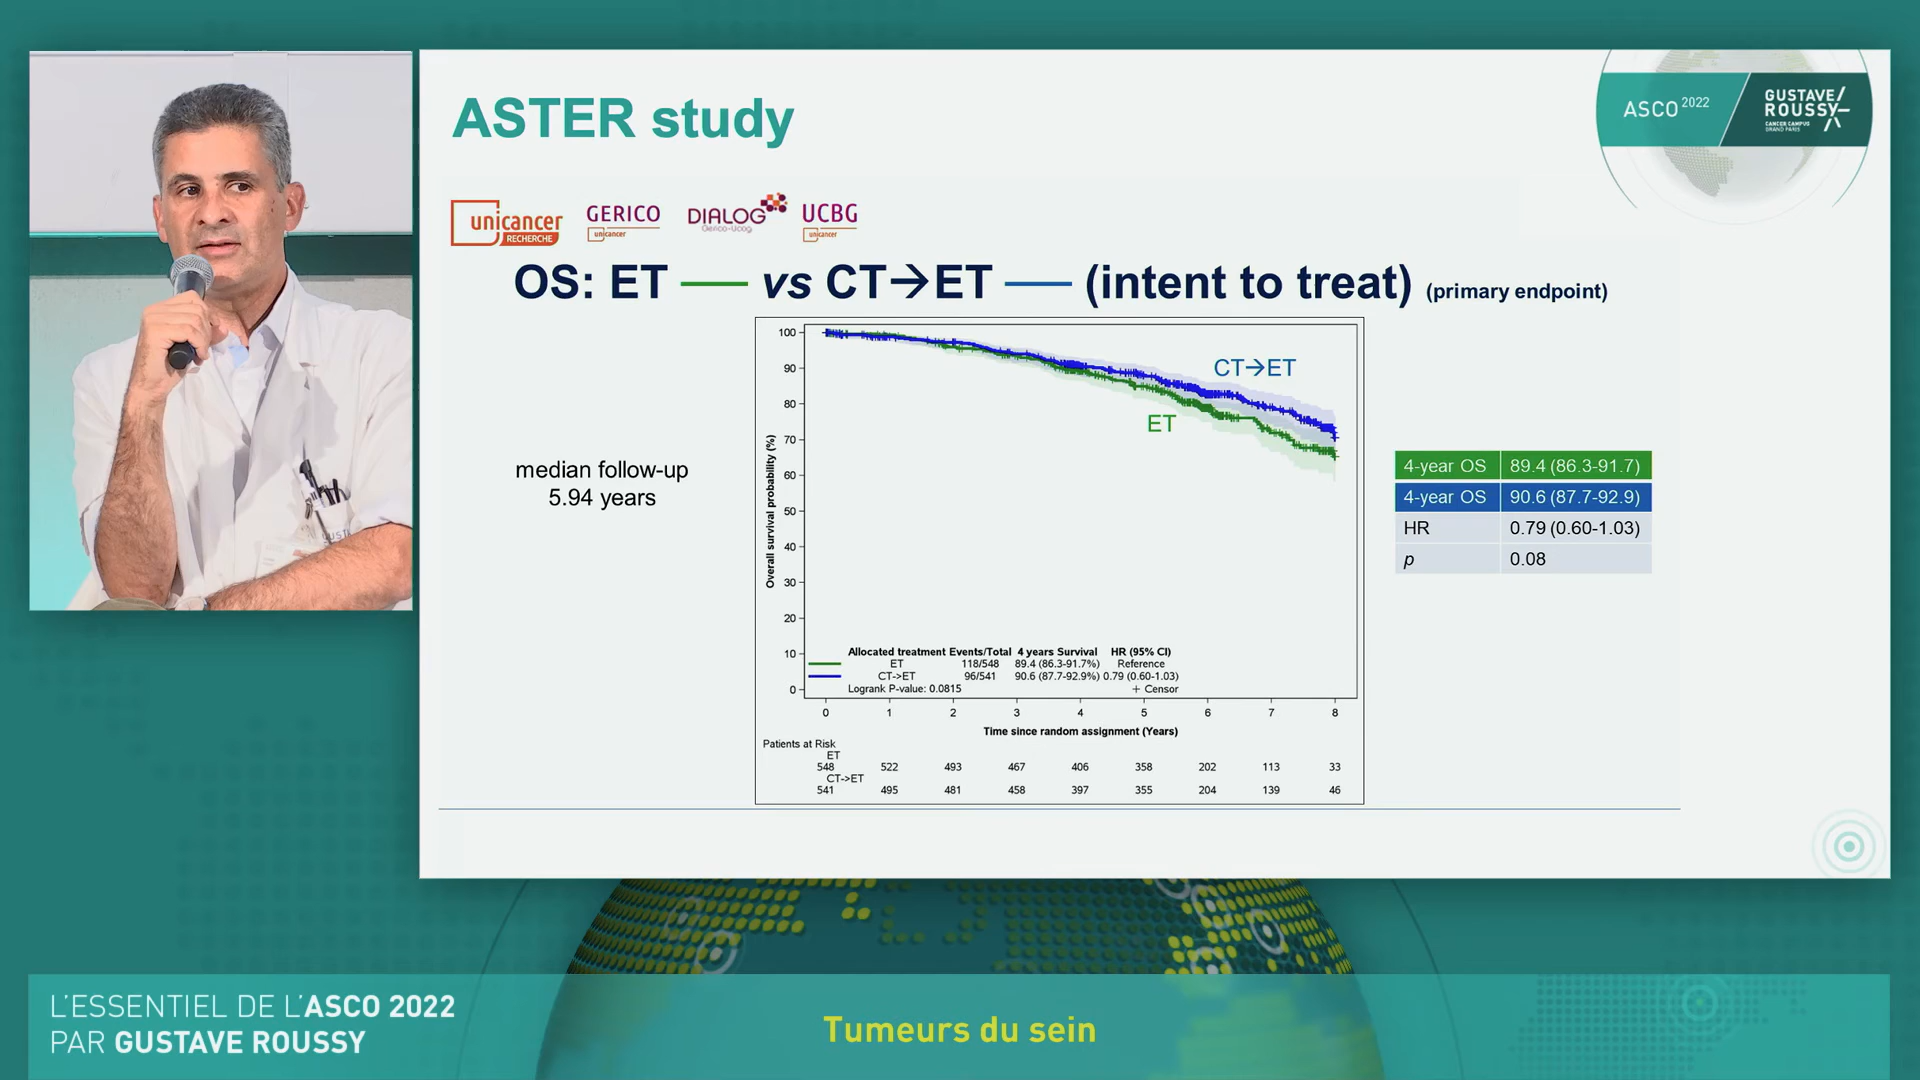 ASTER study
ASCO 2022
GUSTAVE/
ROUSSY
CANCER CAMPUS
GRAND PARIS
unicancer
RECHERCHE
GERICO
unicancer
DIALOG
Gerico-Ucog
UCBG
unicancer
OS: ET vs CT→ET (intent to treat) (primary endpoint)
median follow-up
5.94 years
Overall survival probability (%)
100
90
80
70
60
50
40
30
20
10
0
CT→ET
ET
Allocated treatment Events/Total 4 years Survival HR (95% CI)
ET 118/548 89.4 (86.3-91.7%) Reference
CT->ET 96/541 90.6 (87.7-92.9%) 0.79 (0.60-1.03)
Logrank P-value: 0.0815 + Censor
0 1 2 3 4 5 6 7 8
Time since random assignment (Years)
Patients at Risk
ET
548 522 493 467 406 358 202 113 33
CT->ET
541 495 481 458 397 355 204 139 46
4-year OS 89.4 (86.3-91.7)
4-year OS 90.6 (87.7-92.9)
HR 0.79 (0.60-1.03)
p 0.08
L'ESSENTIEL DE L'ASCO 2022
PAR GUSTAVE ROUSSY
Tumeurs du sein